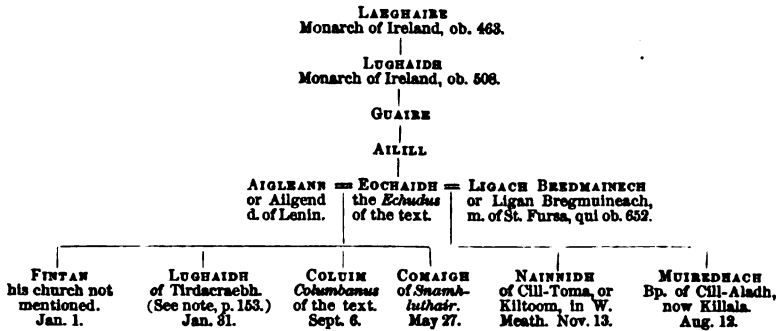 LAEGHAIRE
Monarch of Ireland, ob. 463.
LUGHAIDH
Monarch of Ireland, ob. 508.
GUAIRE
AILILL
AIGLEANN = EOCHAIDH = LIGACH BREDMAINECH
or Ailgend the Echudus or Ligan Bregmuineach,
d. of Lenin. of the text. m. of St. Fursa, qui ob. 652.
FINTAN LUGHAIDH COLUIM COMAIGH NAINNIDH MUIREDHACH
his church not of Tirdacraebh. Columbanus of Snamh- of Cill-Toma, or Bp. of Cill-Aladh,
mentioned. (See note, p. 153.) of the text. luthair. Kiltoom, in W. now Killala.
Jan. 1. Jan. 31. Sept. 6. May 27. Meath. Nov. 13. Aug. 12.